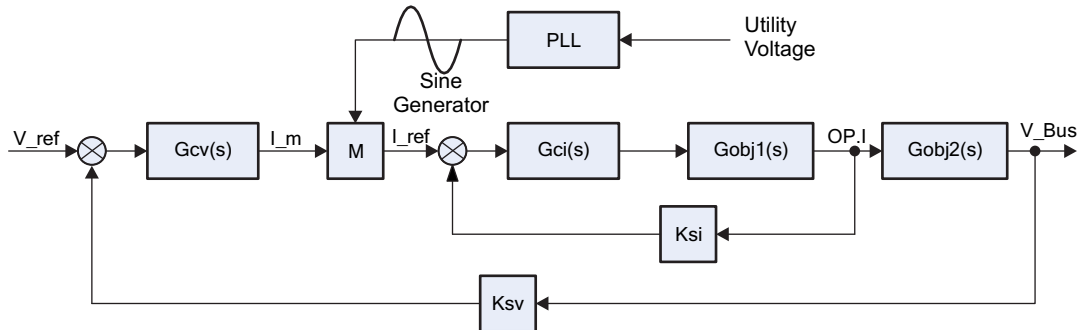 PLL
Utility
Voltage
Sine
Generator
V_ref
Gcv(s)
I_m
M
I_ref
Gci(s)
Gobj1(s)
OP.I
Gobj2(s)
V_Bus
Ksi
Ksv